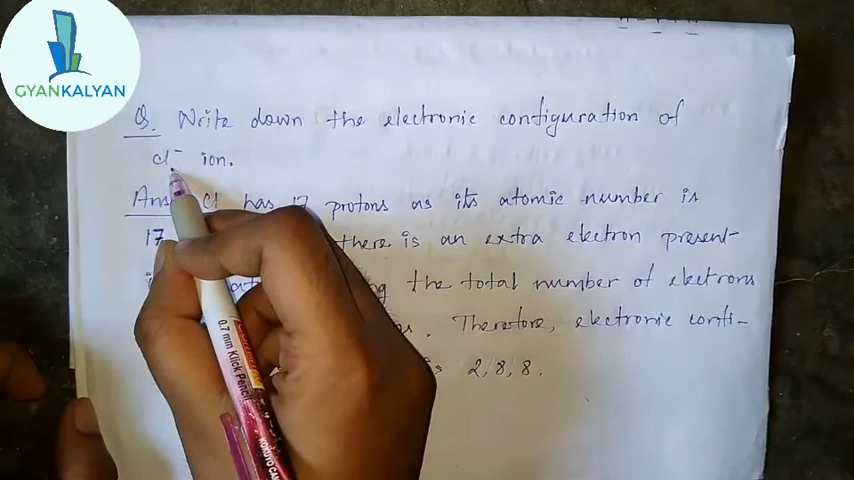 GYANKALYAN
Q. Write down the electronic configuration of
Cl⁻ ion.
Ans Cl has 17 protons as its atomic number is
17 there is an extra electron present-
the total number of electrons
Therefore, electronic confi-
2, 8, 8.
0.7 mm Klick Pencil